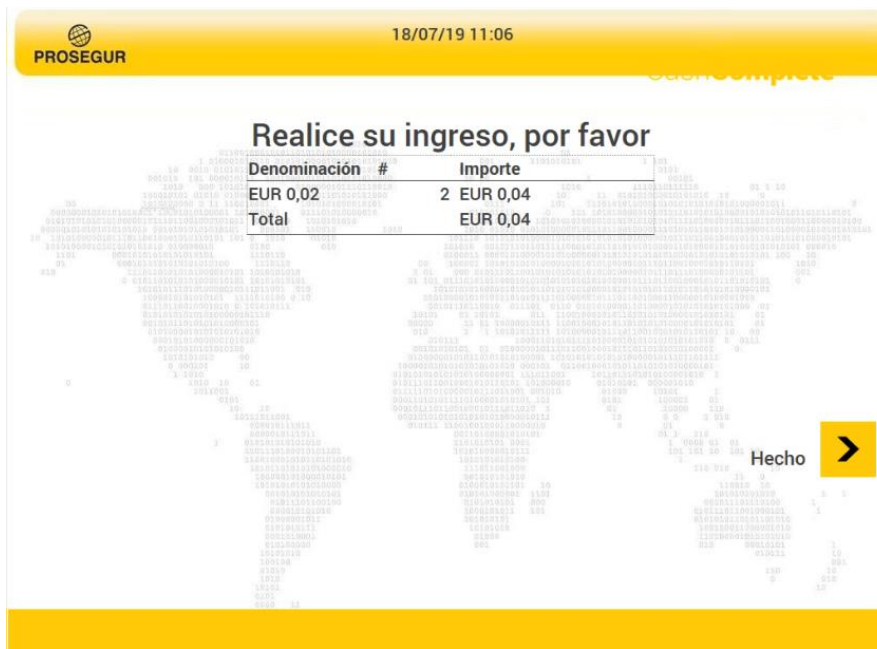 18/07/19 11:06
PROSEGUR
Realice su ingreso, por favor
Denominación # Importe
EUR 0,02 2 EUR 0,04
Total EUR 0,04
Hecho